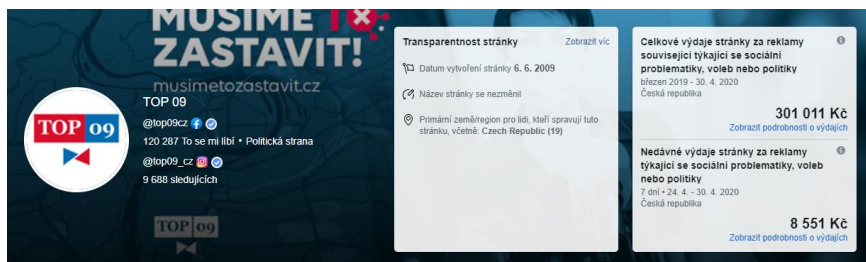 MUSÍME TO
ZASTAVIT!
musimetozastavit.cz
TOP 09
TOP 09
@top09cz
120 287 To se mi líbí • Politická strana
@top09_cz
9 688 sledujících
TOP 09
Transparentnost stránky Zobrazit víc
Datum vytvoření stránky 6. 6. 2009
Název stránky se nezměnil
Primární země/region pro lidi, kteří spravují tuto
stránku, včetně: Czech Republic (19)
Celkové výdaje stránky za reklamy
související týkající se sociální
problematiky, voleb nebo politiky
březen 2019 - 30. 4. 2020
Česká republika
301 011 Kč
Zobrazit podrobnosti o výdajích
Nedávné výdaje stránky za reklamy
týkající se sociální problematiky, voleb
nebo politiky
7 dní • 24. 4. - 30. 4. 2020
Česká republika
8 551 Kč
Zobrazit podrobnosti o výdajích